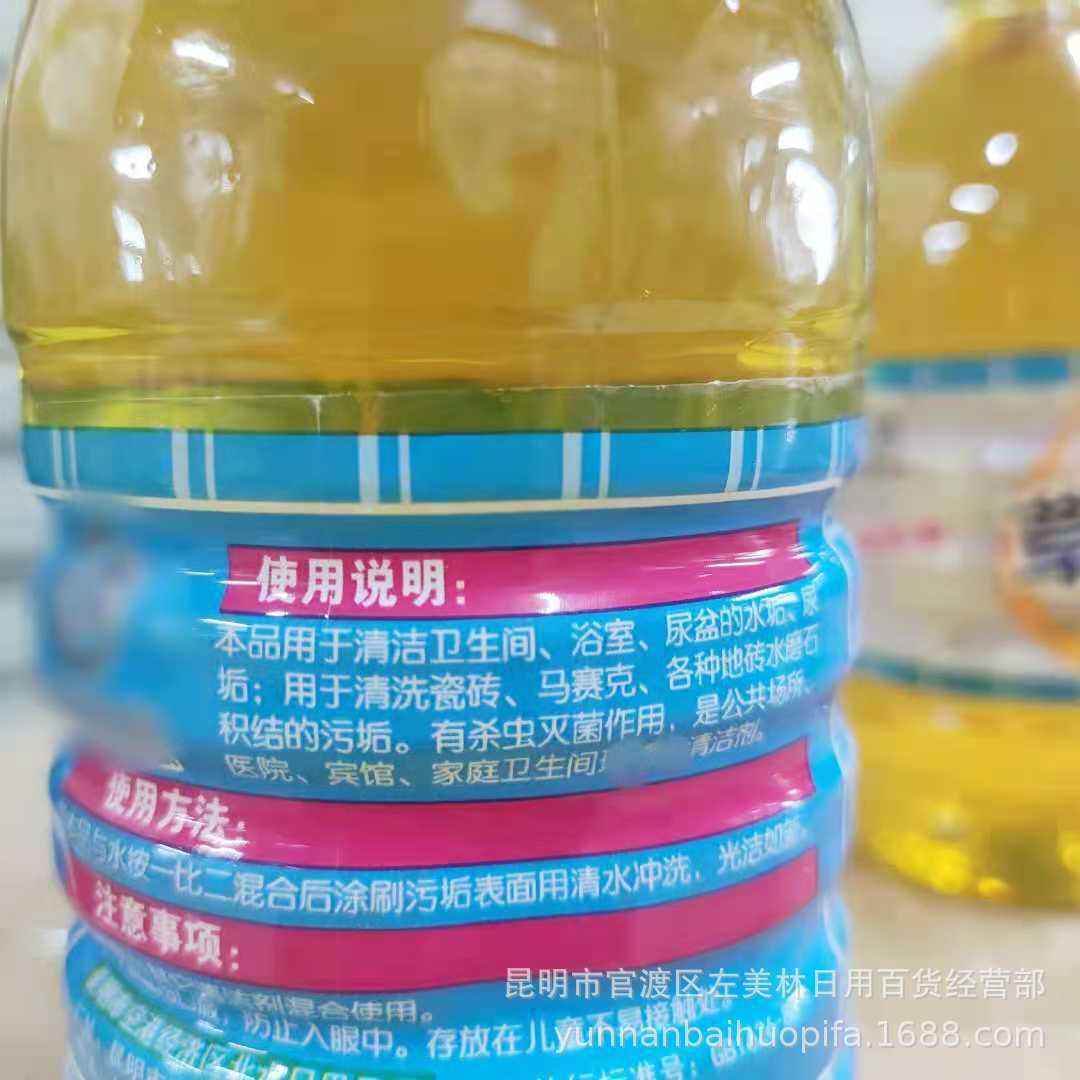 使用说明：
本品用于清洁卫生间、浴室、尿盆的水垢、尿
垢；用于清洗瓷砖、马赛克、各种地砖水磨石
积结的污垢。有杀虫灭菌作用，是公共场所、
医院、宾馆、家庭卫生间 清洁剂。
使用方法：
本品与水按一比二混合后涂刷污垢表面用清水冲洗，光洁如新。
注意事项：
剂混合使用。
防止入眼中。存放在儿童不易接触处
标准号：GB
昆明市官渡区左美林日用百货经营部
yunnanbaihuopifa.1688.com